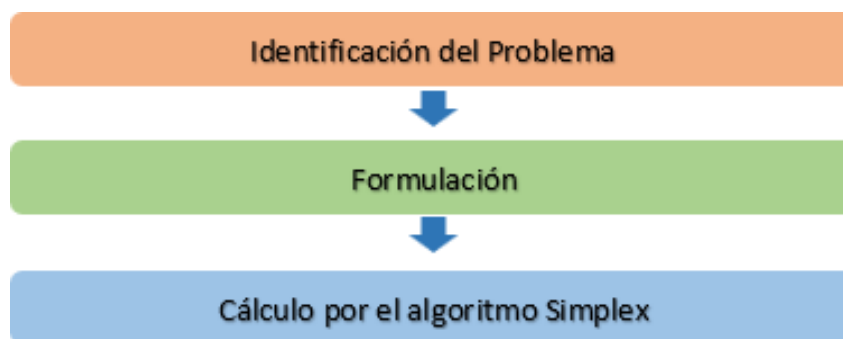 Identificación del Problema
Formulación
Cálculo por el algoritmo Simplex